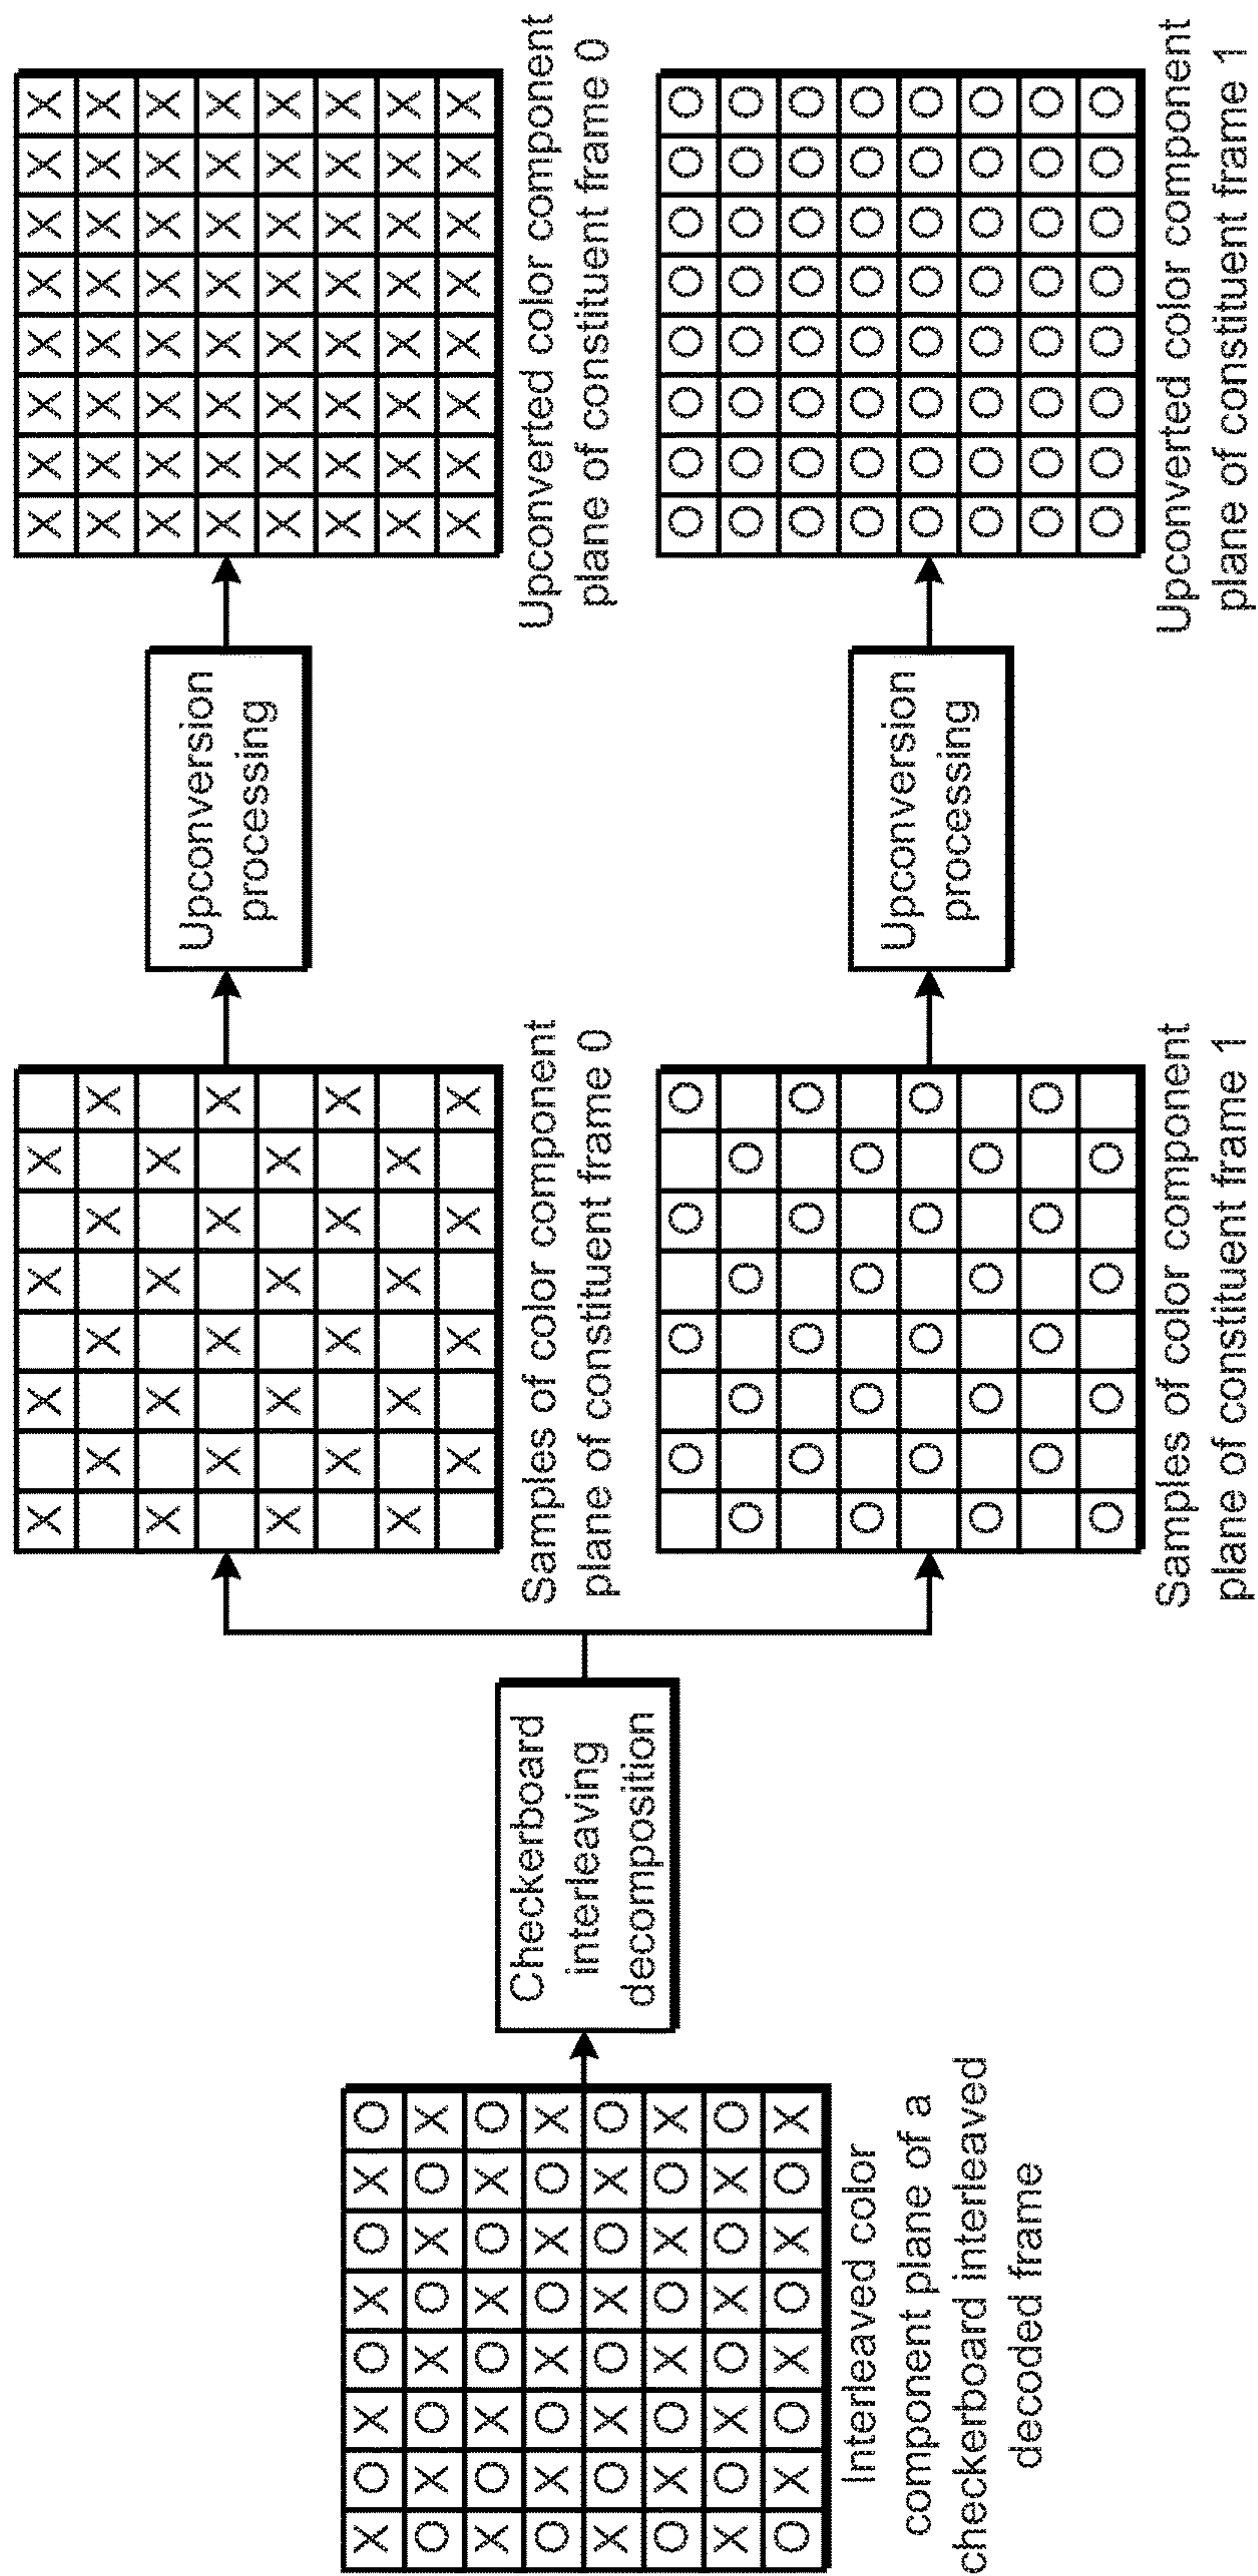 X O X O X O X O
O X O X O X O X
X O X O X O X O
O X O X O X O X
X O X O X O X O
O X O X O X O X
X O X O X O X O
O X O X O X O X
Interleaved color
component plane of a
checkerboard interleaved
decoded frame
Checkerboard
interleaving
decomposition
X X X X
X X X X
X X X X
X X X X
X X X X
X X X X
X X X X
X X X X
Samples of color component
plane of constituent frame 0
Upconversion
processing
X X X X X X X X
X X X X X X X X
X X X X X X X X
X X X X X X X X
X X X X X X X X
X X X X X X X X
X X X X X X X X
X X X X X X X X
Upconverted color component
plane of constituent frame 0
O O O O
O O O O
O O O O
O O O O
O O O O
O O O O
O O O O
O O O O
Samples of color component
plane of constituent frame 1
Upconversion
processing
O O O O O O O O
O O O O O O O O
O O O O O O O O
O O O O O O O O
O O O O O O O O
O O O O O O O O
O O O O O O O O
O O O O O O O O
Upconverted color component
plane of constituent frame 1